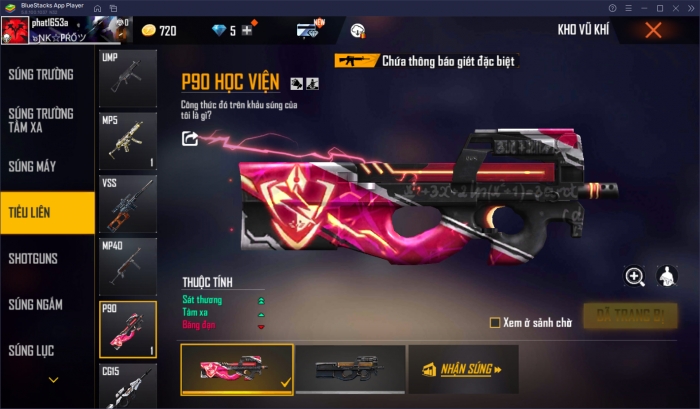 BlueStacks App Player
phat1653a
720
5
NEW
KHO VŨ KHÍ
SÚNG TRƯỜNG
SÚNG TRƯỜNG
TẦM XA
SÚNG MÁY
TIỂU LIÊN
SHOTGUNS
SÚNG NGẮM
SÚNG LỤC
UMP
MP5
1
VSS
MP40
P90
1
CG15
Chứa thông báo giết đặc biệt
P90 HỌC VIỆN
Công thức đó trên khẩu súng của
tôi là gì?
THUỘC TÍNH
Sát thương
Tầm xa
Băng đạn
Xem ở sảnh chờ
ĐÃ TRANG BỊ
NHẬN SÚNG